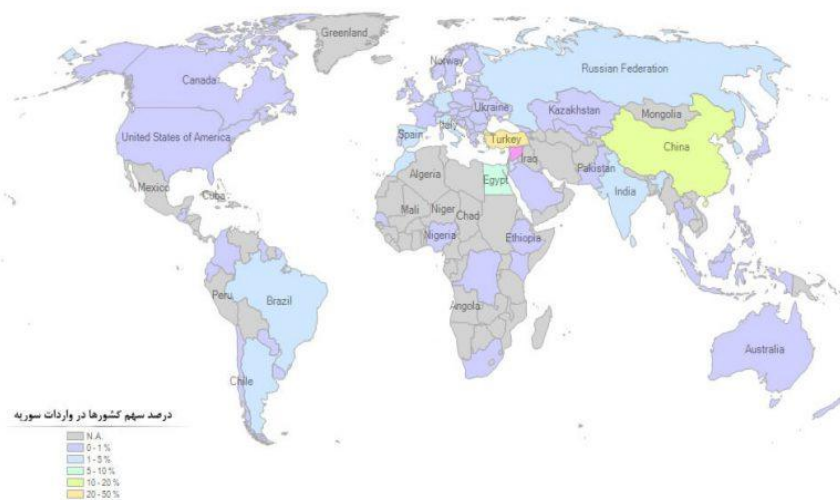 Greenland
Norway
Russian Federation
Canada
Ukraine
Kazakhstan
Mongolia
United States of America
Spain
Italy
Turkey
China
Iraq
Mexico
Cuba
Algeria
Egypt
Pakistan
India
Mali
Niger
Chad
Nigeria
Ethiopia
Peru
Brazil
Angola
Chile
Australia
درصد سهم کشورها در واردات سوریه
N.A.
0 - 1 %
1 - 5 %
5 - 10 %
10 - 20 %
20 - 50 %